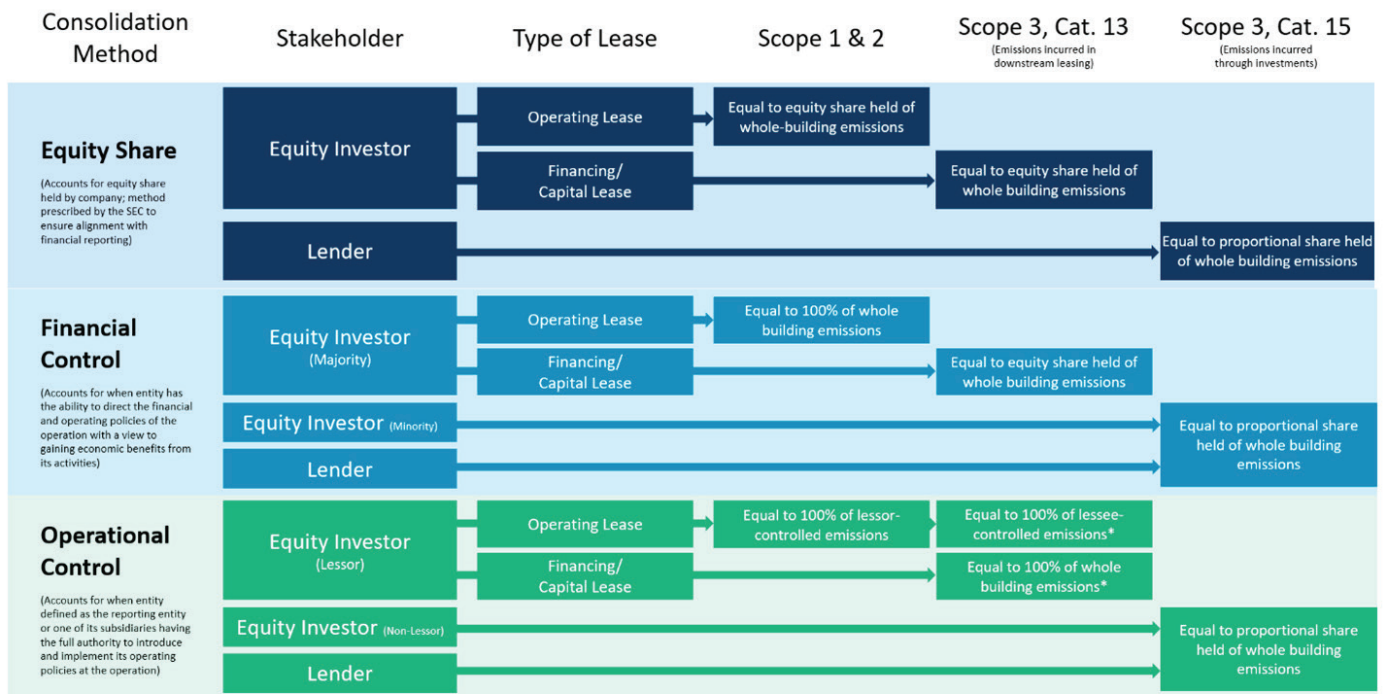 Consolidation
Method
Stakeholder
Type of Lease
Scope 1 & 2
Scope 3, Cat. 13
(Emissions incurred in
downstream leasing)
Scope 3, Cat. 15
(Emissions incurred
through investments)
Equity Share
(Accounts for equity share
held by company; method
prescribed by the SEC to
ensure alignment with
financial reporting)
Equity Investor
Operating Lease
Equal to equity share held of
whole-building emissions
Financing/
Capital Lease
Equal to equity share held of
whole building emissions
Lender
Equal to proportional share held
of whole building emissions
Financial
Control
(Accounts for when entity has
the ability to direct the financial
and operating policies of the
operation with a view to
gaining economic benefits from
its activities)
Equity Investor
(Majority)
Operating Lease
Equal to 100% of whole
building emissions
Financing/
Capital Lease
Equal to equity share held of
whole building emissions
Equity Investor (Minority)
Lender
Equal to proportional share
held of whole building
emissions
Operational
Control
(Accounts for when entity
defined as the reporting entity
or one of its subsidiaries having
the full authority to introduce
and implement its operating
policies at the operation)
Equity Investor
(Lessor)
Operating Lease
Equal to 100% of lessor-
controlled emissions
Equal to 100% of lessee-
controlled emissions*
Financing/
Capital Lease
Equal to 100% of whole
building emissions*
Equity Investor (Non-Lessor)
Lender
Equal to proportional share
held of whole building
emissions